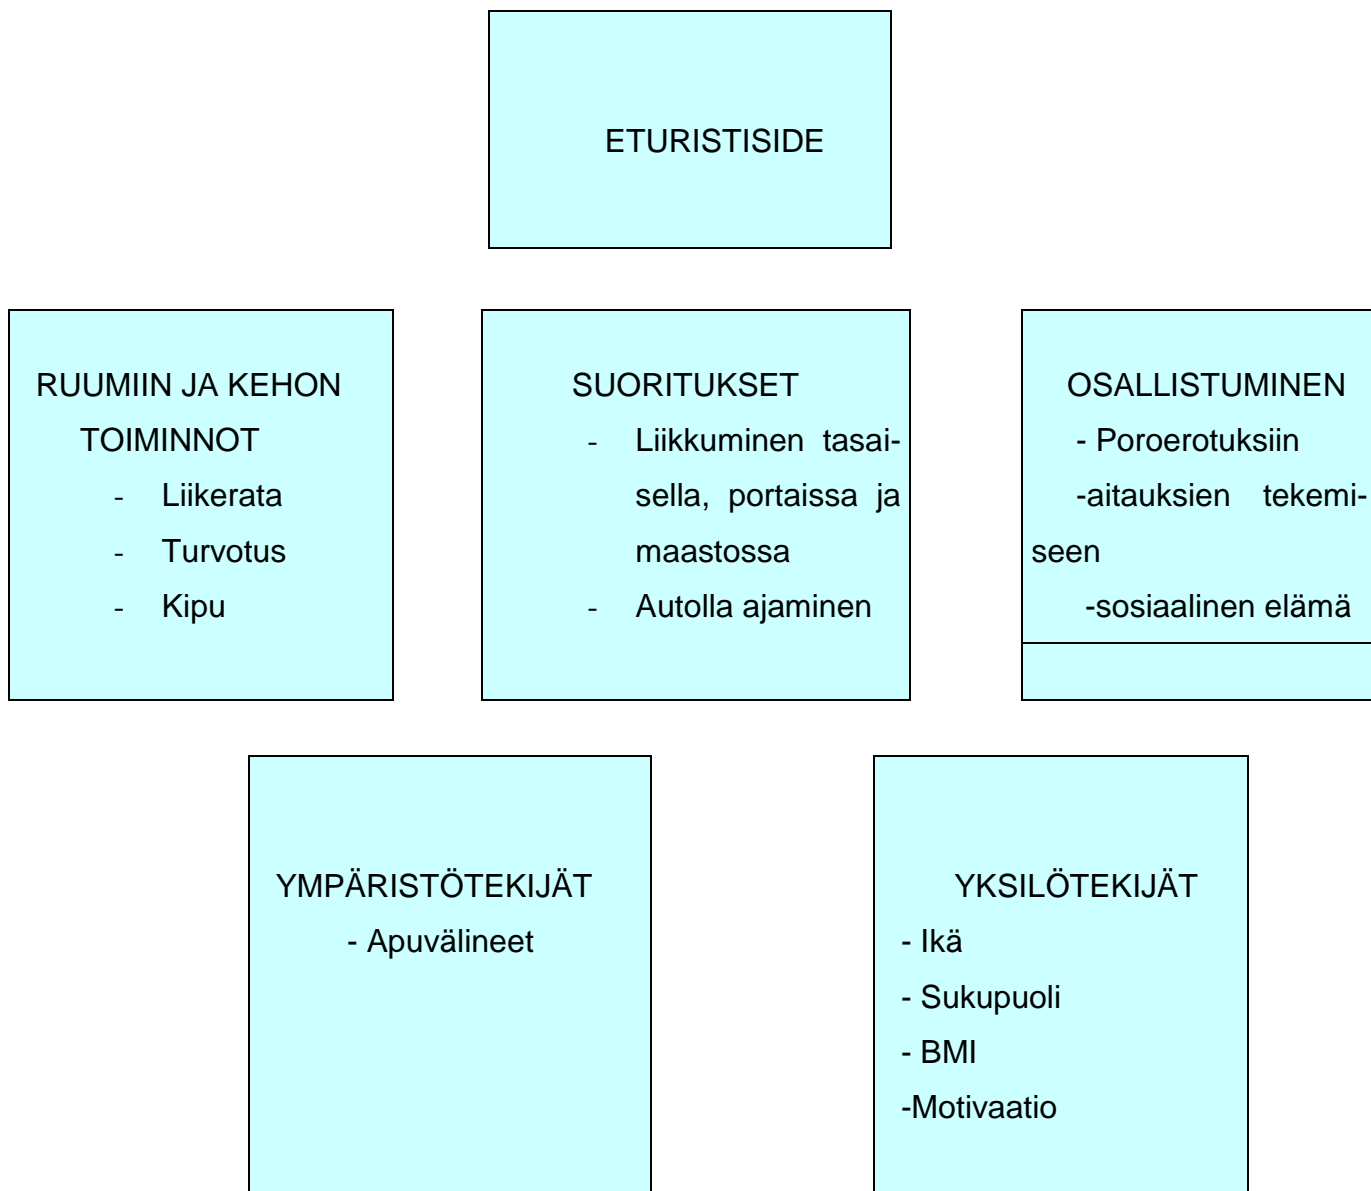 ETURISTISIDE
RUUMIIN JA KEHON
TOIMINNOT
- Liikerata
- Turvotus
- Kipu
SUORITUKSET
- Liikkuminen tasai-
sella, portaissa ja
maastossa
- Autolla ajaminen
OSALLISTUMINEN
- Poroerotuksiin
-aitauksien tekemi-
seen
-sosiaalinen elämä
YMPÄRISTÖTEKIJÄT
- Apuvälineet
YKSILÖTEKIJÄT
- Ikä
- Sukupuoli
- BMI
-Motivaatio